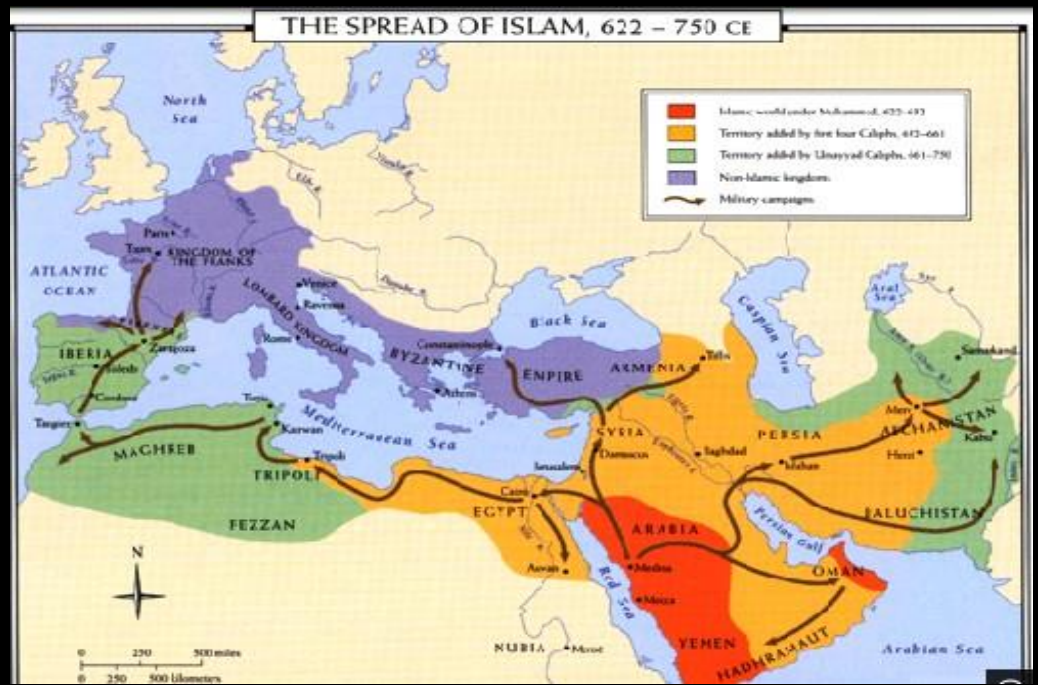 THE SPREAD OF ISLAM, 622 – 750 CE
North
Sea
Territory added by first four Caliphs, 632–661
Territory added by Umayyad Caliphs, 661–750
Non-Islamic kingdoms
Military campaigns
Elbe R.
Paris
Tours
KINGDOM OF
THE FRANKS
ATLANTIC
OCEAN
Venice
Ravenna
LOMBARD KINGDOM
Danube R.
Black Sea
Caspian Sea
Aral
Sea
IBERIA
Zaragoza
Toledo
Cordova
Rome
Constantinople
BYZANTINE
EMPIRE
Athens
ARMENIA
Tiflis
Samarkand
Tangier
Tunis
Karwan
Mediterranean Sea
MAGHREB
Tripoli
TRIPOLI
FEZZAN
SYRIA
Damascus
Jerusalem
Baghdad
PERSIA
Isfahan
Merv
AFGHANISTAN
Herat
Cairo
EGYPT
Aswan
BALUCHISTAN
Persian Gulf
ARABIA
Medina
Mecca
Red Sea
OMAN
YEMEN
HADHRAMAUT
Arabian Sea
NUBIA
N
0 250 500 miles
0 250 500 kilometers